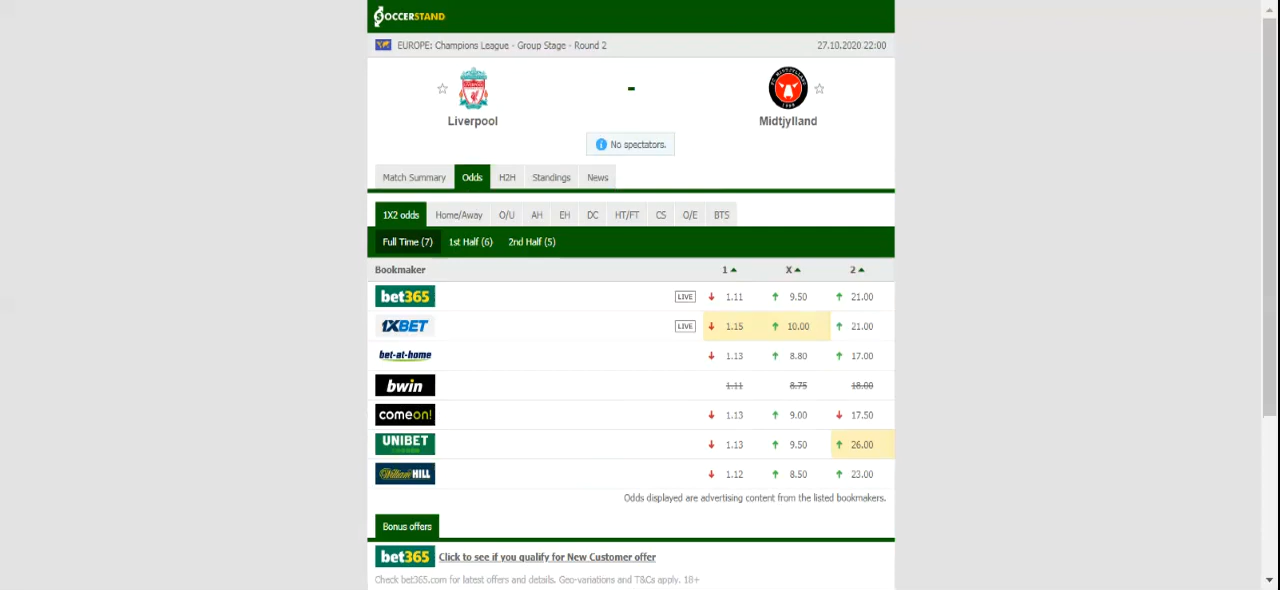 SOCCERSTAND
EUROPE: Champions League - Group Stage - Round 2 27.10.2020 22:00
-
Liverpool Midtjylland
No spectators.
Match Summary Odds H2H Standings News
1X2 odds Home/Away O/U AH EH DC HT/FT CS O/E BTS
Full Time (7) 1st Half (6) 2nd Half (5)
Bookmaker 1 X 2
bet365 LIVE 1.11 9.50 21.00
1XBET LIVE 1.15 10.00 21.00
bet-at-home 1.13 8.80 17.00
bwin 1.11 8.75 18.00
comeon! 1.13 9.00 17.50
UNIBET 1.13 9.50 26.00
William HILL 1.12 8.50 23.00
Odds displayed are advertising content from the listed bookmakers.
Bonus offers
bet365 Click to see if you qualify for New Customer offer
Check bet365.com for latest offers and details. Geo-variations and T&Cs apply. 18+